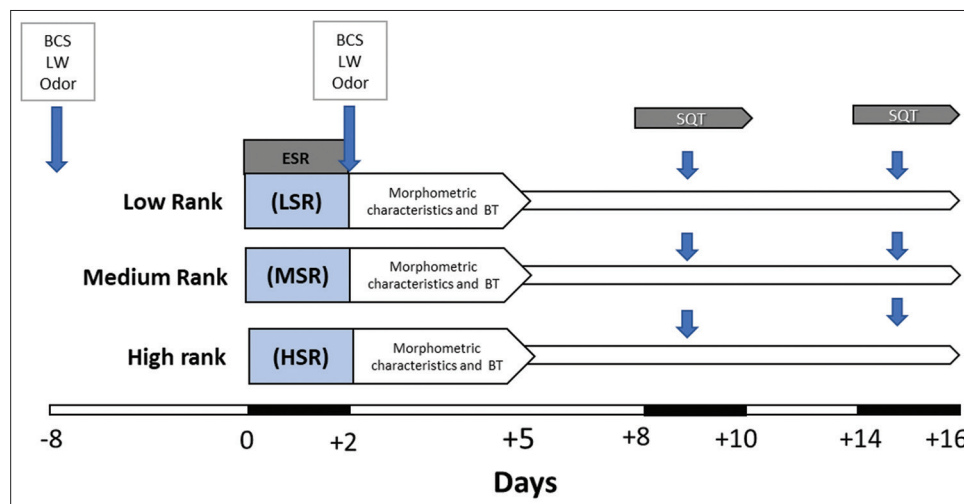 BCS
LW
Odor
BCS
LW
Odor
SQT
SQT
ESR
Low Rank
(LSR)
Morphometric
characteristics and BT
Medium Rank
(MSR)
Morphometric
characteristics and BT
High rank
(HSR)
Morphometric
characteristics and BT
-8 0 +2 +5 +8 +10 +14 +16
Days